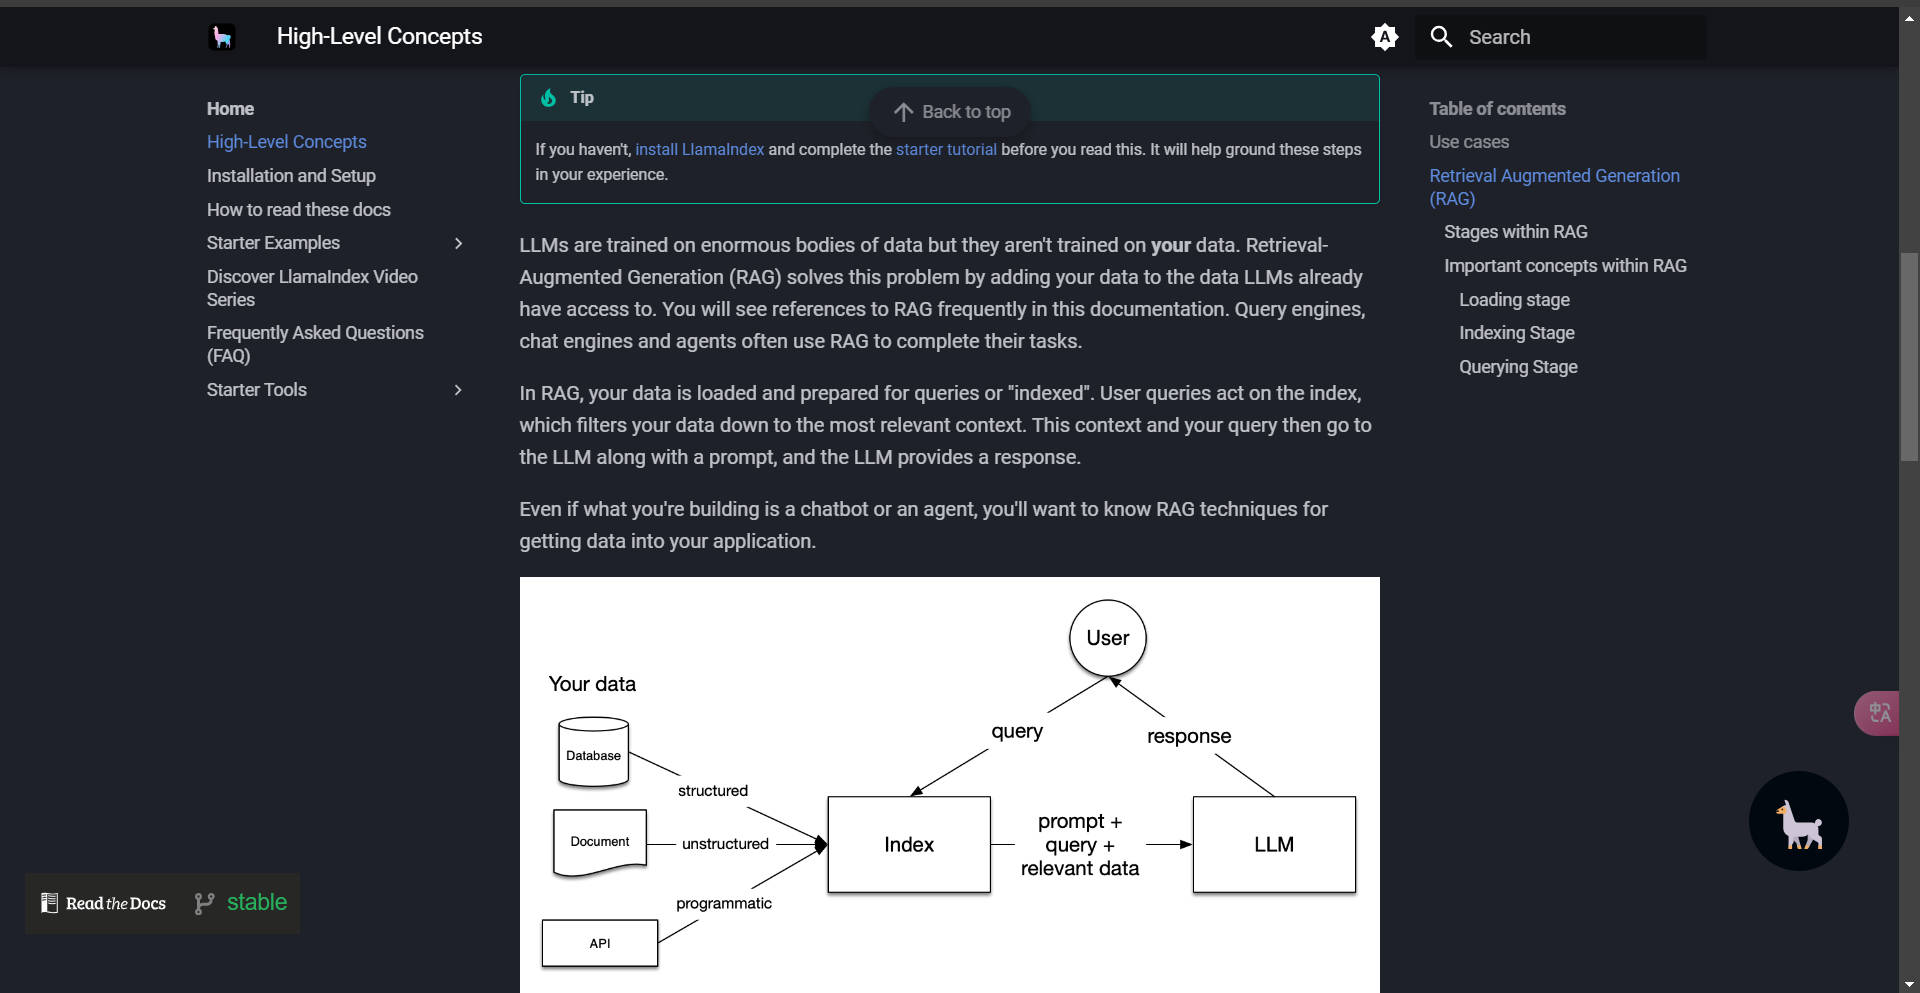 High-Level Concepts
Search
Home
High-Level Concepts
Installation and Setup
How to read these docs
Starter Examples
Discover LlamaIndex Video
Series
Frequently Asked Questions
(FAQ)
Starter Tools
Tip
Back to top
If you haven't, install LlamaIndex and complete the starter tutorial before you read this. It will help ground these steps
in your experience.
LLMs are trained on enormous bodies of data but they aren't trained on your data. Retrieval-
Augmented Generation (RAG) solves this problem by adding your data to the data LLMs already
have access to. You will see references to RAG frequently in this documentation. Query engines,
chat engines and agents often use RAG to complete their tasks.
In RAG, your data is loaded and prepared for queries or "indexed". User queries act on the index,
which filters your data down to the most relevant context. This context and your query then go to
the LLM along with a prompt, and the LLM provides a response.
Even if what you're building is a chatbot or an agent, you'll want to know RAG techniques for
getting data into your application.
User
Your data
query
response
Database
structured
Document
unstructured
Index
prompt +
query +
relevant data
LLM
programmatic
API
Table of contents
Use cases
Retrieval Augmented Generation
(RAG)
Stages within RAG
Important concepts within RAG
Loading stage
Indexing Stage
Querying Stage
Read the Docs
stable
A
中A